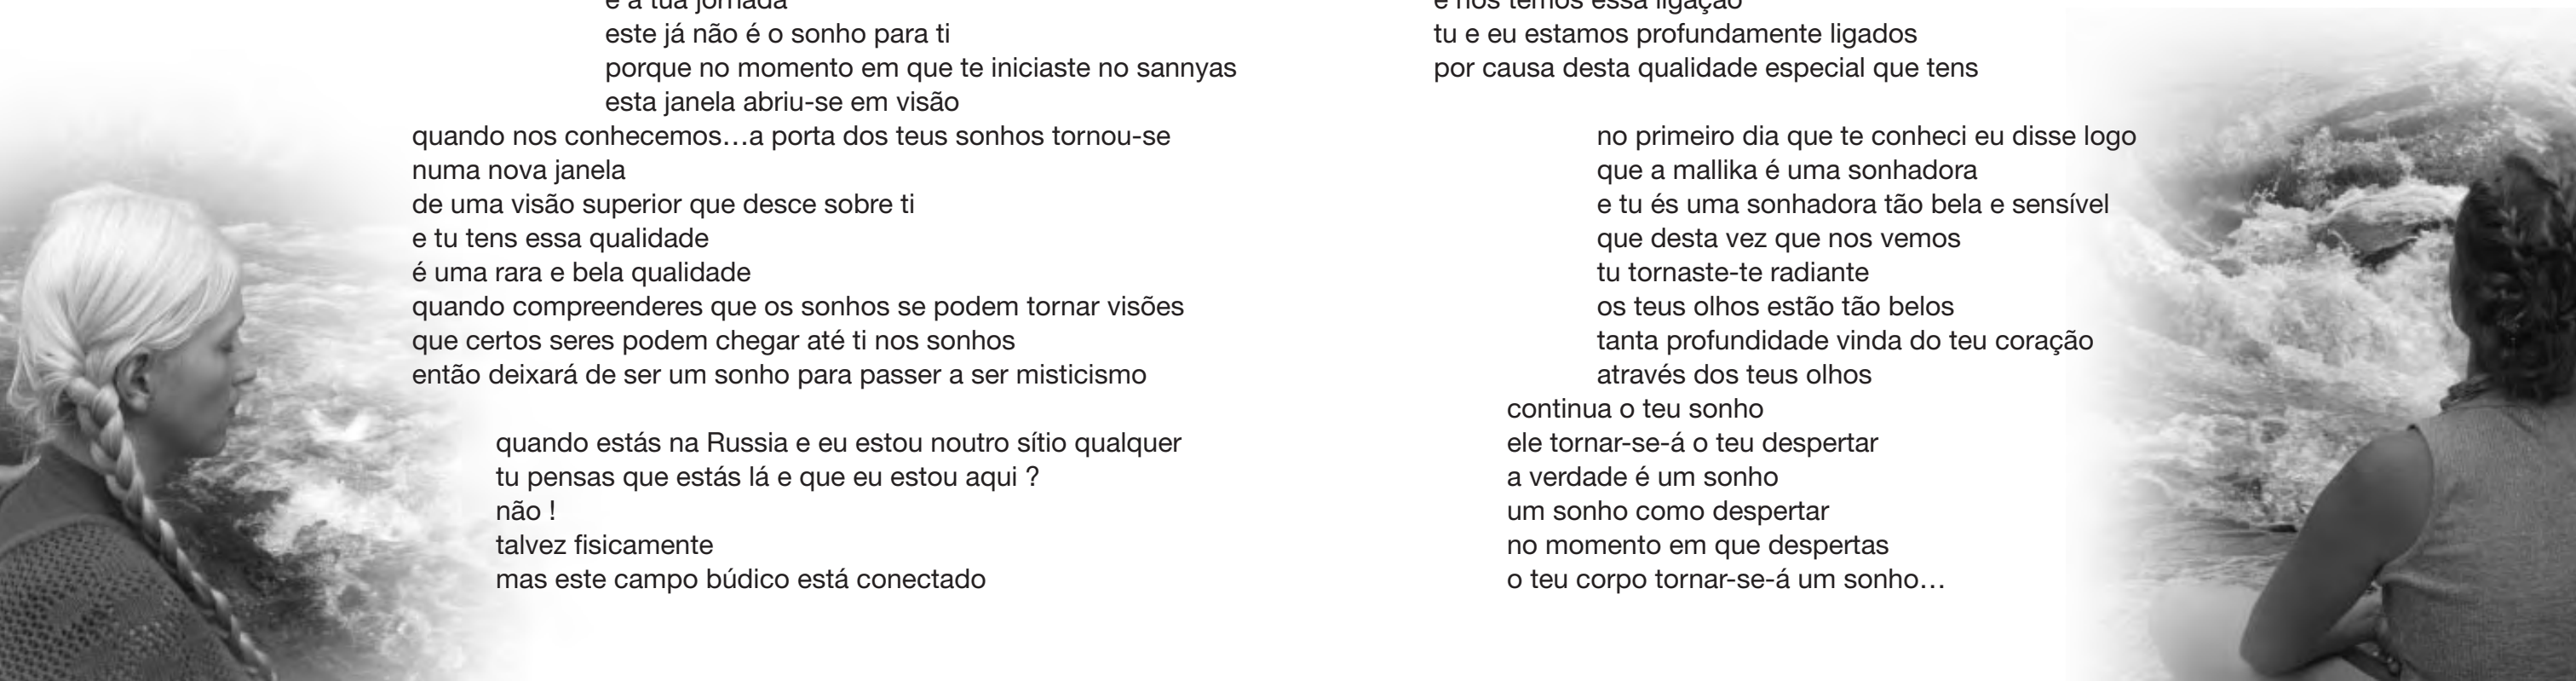 e a tua jornada
este já não é o sonho para ti
porque no momento em que te iniciaste no sannyas
esta janela abriu-se em visão
quando nos conhecemos…a porta dos teus sonhos tornou-se
numa nova janela
de uma visão superior que desce sobre ti
e tu tens essa qualidade
é uma rara e bela qualidade
quando compreenderes que os sonhos se podem tornar visões
que certos seres podem chegar até ti nos sonhos
então deixará de ser um sonho para passer a ser misticismo
quando estás na Russia e eu estou noutro sítio qualquer
tu pensas que estás lá e que eu estou aqui ?
não !
talvez fisicamente
mas este campo búdico está conectado
e nós temos essa ligação
tu e eu estamos profundamente ligados
por causa desta qualidade especial que tens
no primeiro dia que te conheci eu disse logo
que a mallika é uma sonhadora
e tu és uma sonhadora tão bela e sensível
que desta vez que nos vemos
tu tornaste-te radiante
os teus olhos estão tão belos
tanta profundidade vinda do teu coração
através dos teus olhos
continua o teu sonho
ele tornar-se-á o teu despertar
a verdade é um sonho
um sonho como despertar
no momento em que despertas
o teu corpo tornar-se-á um sonho…